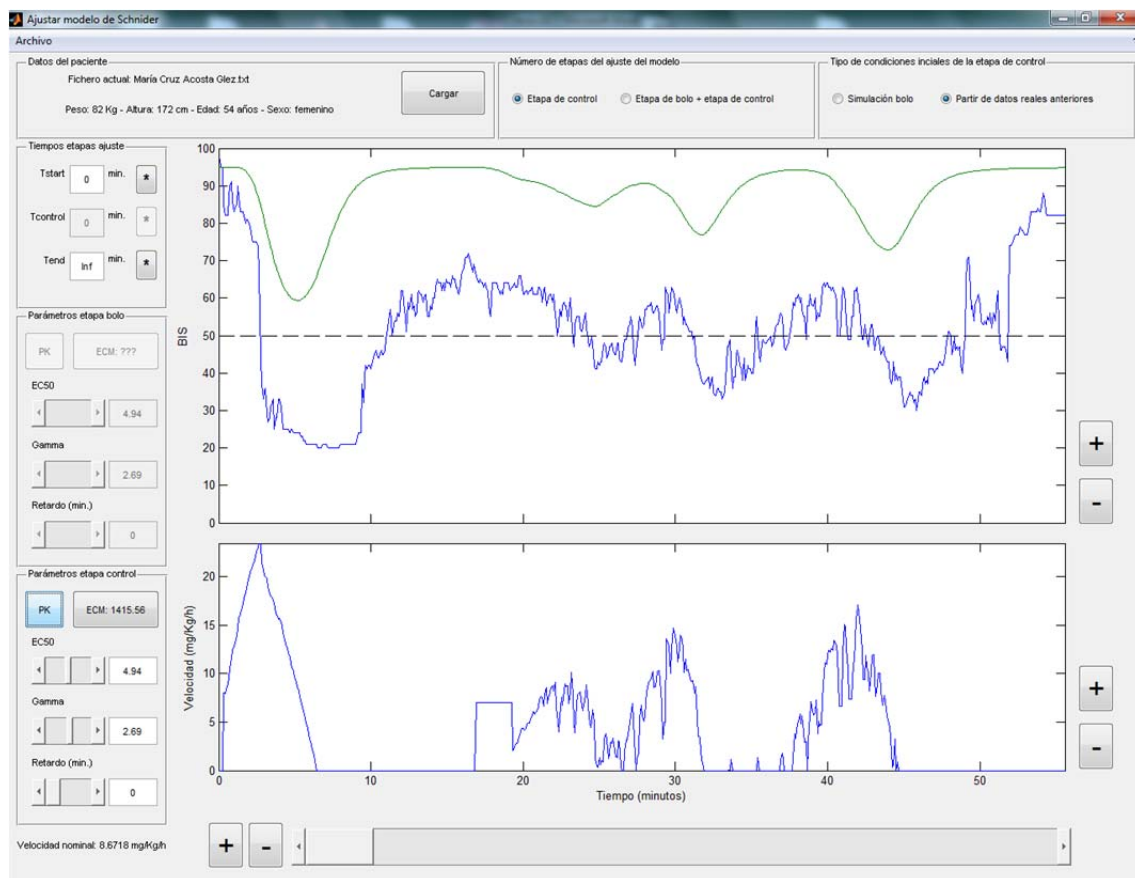 Ajustar modelo de Schnider
Archivo
Datos del paciente
Fichero actual: María Cruz Acosta Glez.txt
Peso: 82 Kg - Altura: 172 cm - Edad: 54 años - Sexo: femenino
Cargar
Número de etapas del ajuste del modelo
Etapa de control
Etapa de bolo + etapa de control
Tipo de condiciones inciales de la etapa de control
Simulación bolo
Partir de datos reales anteriores
Tiempos etapas ajuste
Tstart 0 min. *
Tcontrol 0 min. *
Tend Inf min. *
Parámetros etapa bolo
PK ECM: ???
EC50
4.94
Gamma
2.69
Retardo (min.)
0
Parámetros etapa control
PK ECM: 1415.56
EC50
4.94
Gamma
2.69
Retardo (min.)
0
Velocidad nominal: 8.6718 mg/Kg/h
BIS
100
90
80
70
60
50
40
30
20
10
0
+
-
Velocidad (mg/Kg/h)
20
15
10
5
0
0 10 20 30 40 50
Tiempo (minutos)
+
-
+ -